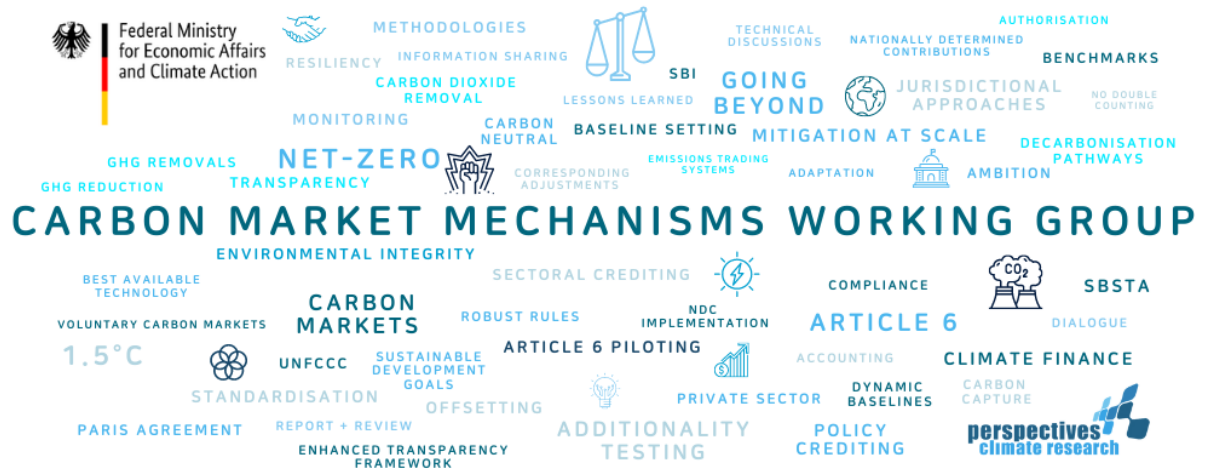 Federal Ministry
for Economic Affairs
and Climate Action
METHODOLOGIES
TECHNICAL
DISCUSSIONS
AUTHORISATION
NATIONALLY DETERMINED
CONTRIBUTIONS
RESILIENCY
INFORMATION SHARING
SBI
BENCHMARKS
CARBON DIOXIDE
REMOVAL
LESSONS LEARNED
GOING
BEYOND
JURISDICTIONAL
APPROACHES
NO DOUBLE
COUNTING
MONITORING
CARBON
NEUTRAL
BASELINE SETTING
MITIGATION AT SCALE
DECARBONISATION
PATHWAYS
GHG REMOVALS
NET-ZERO
CORRESPONDING
ADJUSTMENTS
EMISSIONS TRADING
SYSTEMS
ADAPTATION
AMBITION
GHG REDUCTION
TRANSPARENCY
CARBON MARKET MECHANISMS WORKING GROUP
ENVIRONMENTAL INTEGRITY
BEST AVAILABLE
TECHNOLOGY
SECTORAL CREDITING
COMPLIANCE
CO2
SBSTA
CARBON
MARKETS
VOLUNTARY CARBON MARKETS
ROBUST RULES
NDC
IMPLEMENTATION
ARTICLE 6
DIALOGUE
1.5°C
UNFCCC
SUSTAINABLE
DEVELOPMENT
GOALS
ARTICLE 6 PILOTING
$
ACCOUNTING
CLIMATE FINANCE
STANDARDISATION
OFFSETTING
PRIVATE SECTOR
DYNAMIC
BASELINES
CARBON
CAPTURE
PARIS AGREEMENT
REPORT + REVIEW
ADDITIONALITY
TESTING
POLICY
CREDITING
perspectives
climate research
ENHANCED TRANSPARENCY
FRAMEWORK